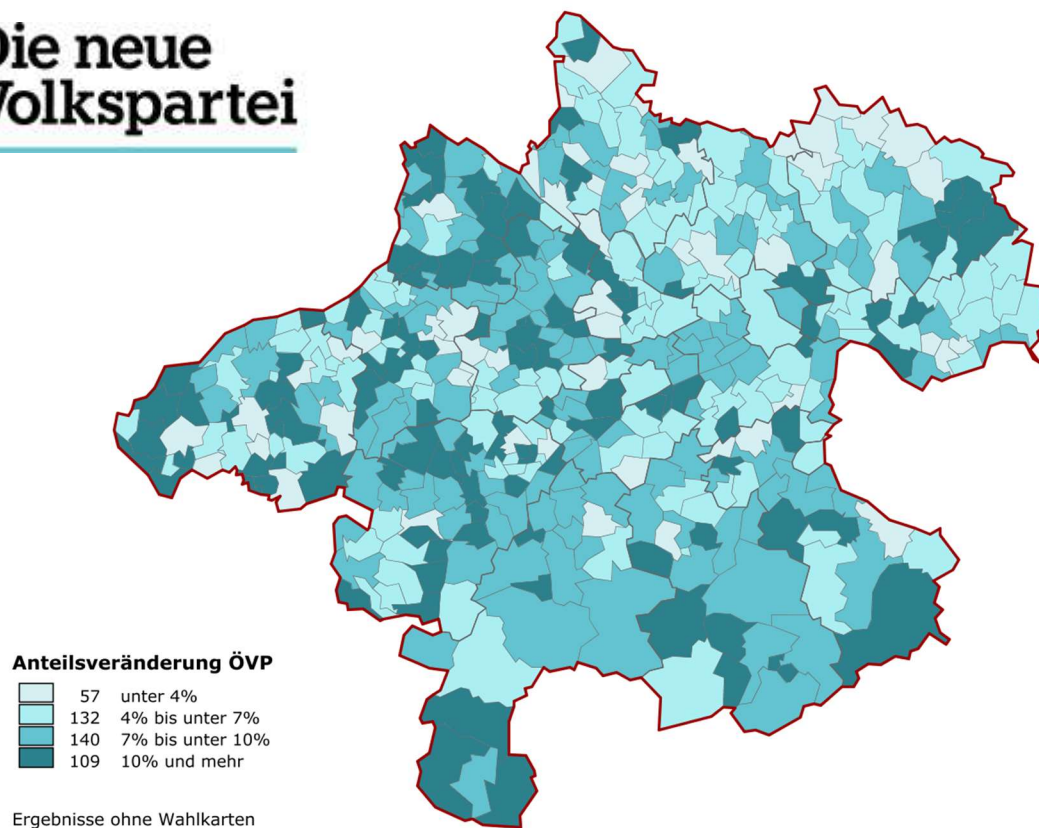 Die neue
Volkspartei
Anteilsveränderung ÖVP
57 unter 4%
132 4% bis unter 7%
140 7% bis unter 10%
109 10% und mehr
Ergebnisse ohne Wahlkarten